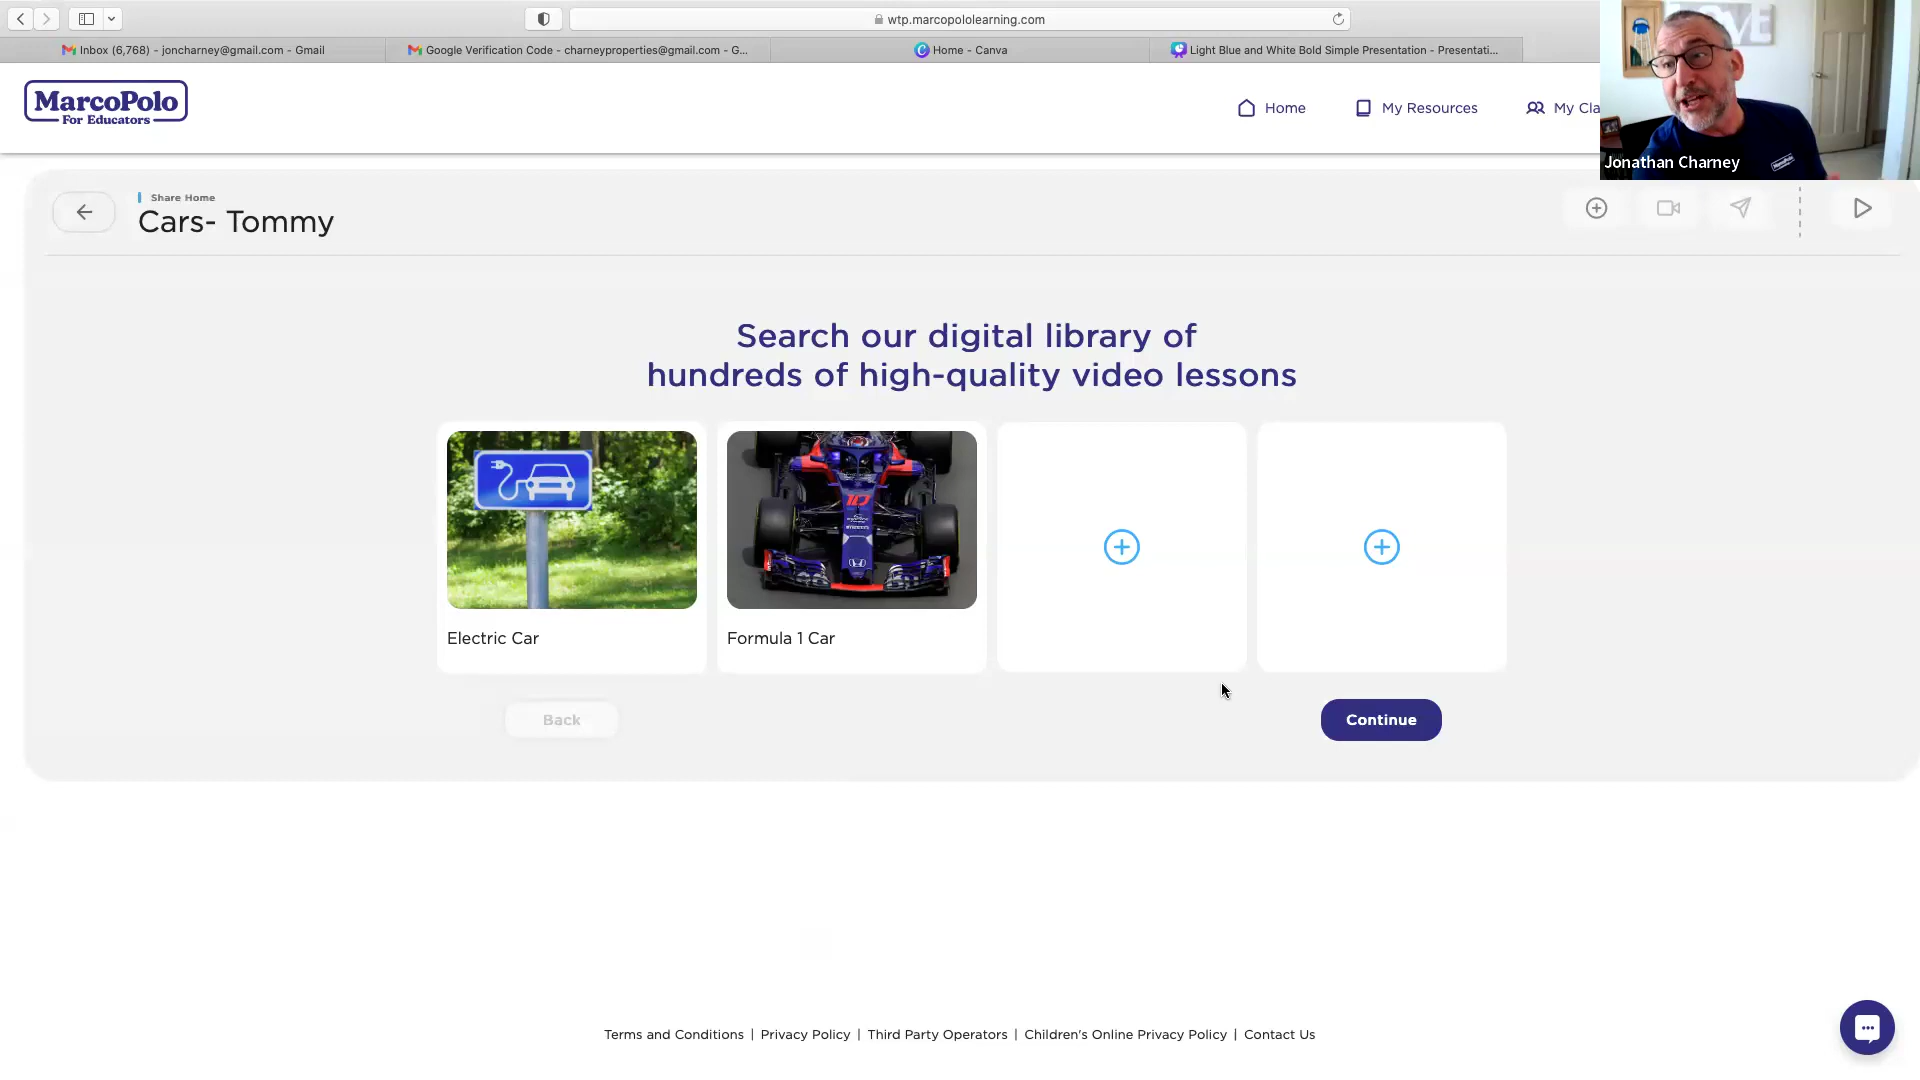 wtp.marcopololearning.com
Inbox (6,768) - joncharney@gmail.com - Gmail
Google Verification Code - charneyproperties@gmail.com - G...
Home - Canva
Light Blue and White Bold Simple Presentation - Presentati...
LOVE
MarcoPolo
For Educators
Home
My Resources
My Cla
Jonathan Charney
Share Home
Cars- Tommy
Search our digital library of
hundreds of high-quality video lessons
10
Electric Car
Formula 1 Car
Back
Continue
Terms and Conditions | Privacy Policy | Third Party Operators | Children's Online Privacy Policy | Contact Us